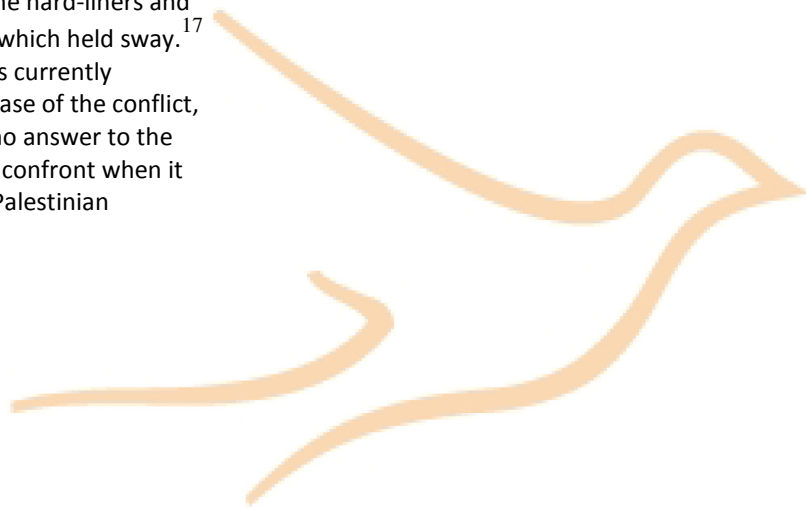 ne hard-liners and
which held sway.17
s currently
ase of the conflict,
no answer to the
confront when it
Palestinian